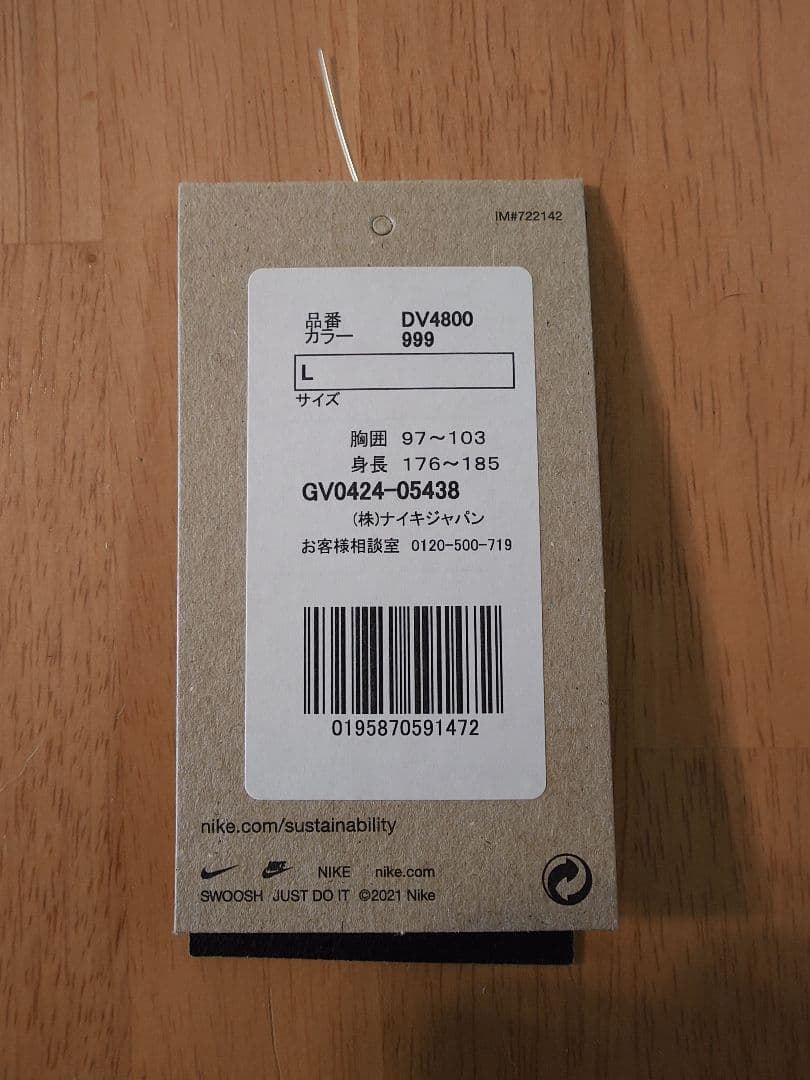 IM#722142
品番 DV4800
カラー 999
L
サイズ
胸囲 97～103
身長 176～185
GV0424-05438
(株)ナイキジャパン
お客様相談室 0120-500-719
0195870591472
nike.com/sustainability
NIKE nike.com
SWOOSH JUST DO IT ©2021 Nike